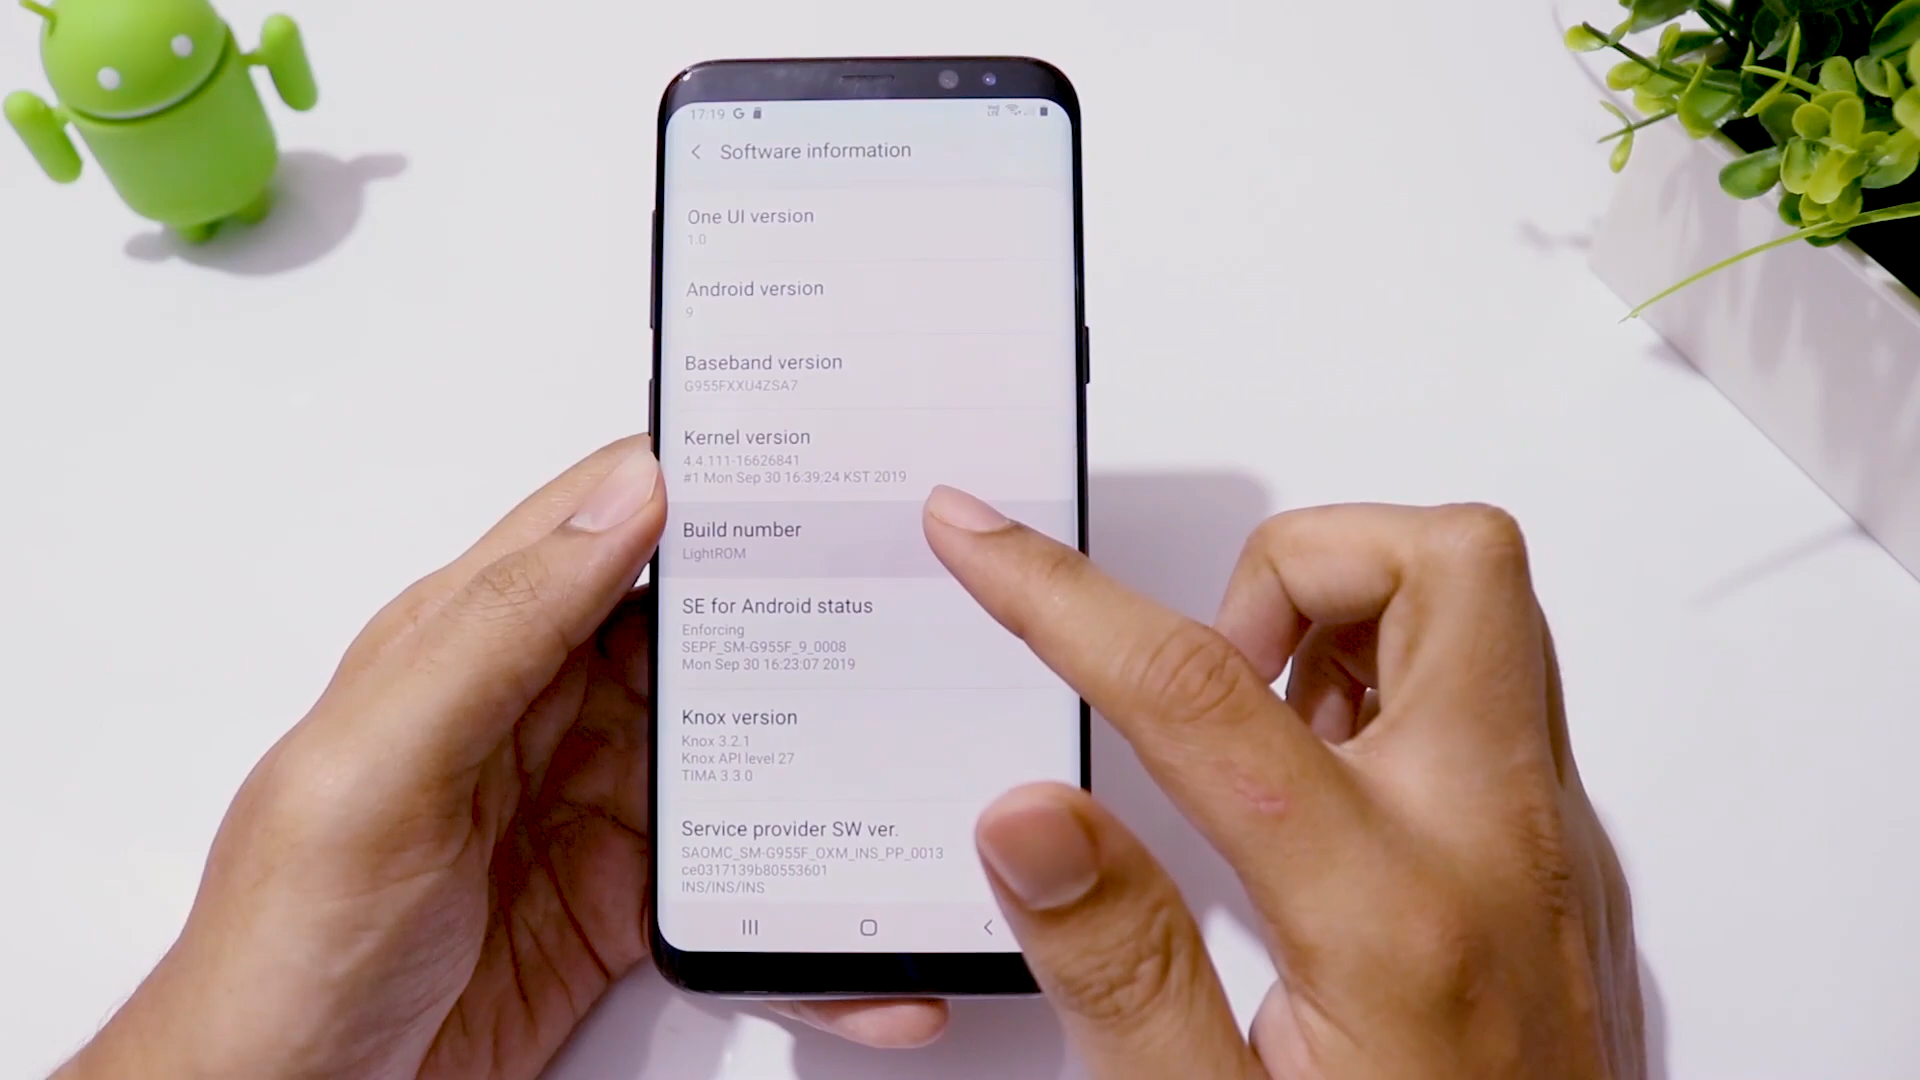 17:19 G
Software information
One UI version
1.0
Android version
9
Baseband version
G955FXXU4ZSA7
Kernel version
4.4.111-16626841
#1 Mon Sep 30 16:39:24 KST 2019
Build number
LightROM
SE for Android status
Enforcing
SEPF_SM-G955F_9_0008
Mon Sep 30 16:23:07 2019
Knox version
Knox 3.2.1
Knox API level 27
TIMA 3.3.0
Service provider SW ver.
SAOMC_SM-G955F_OXM_INS_PP_0013
ce0317139b80553601
INS/INS/INS